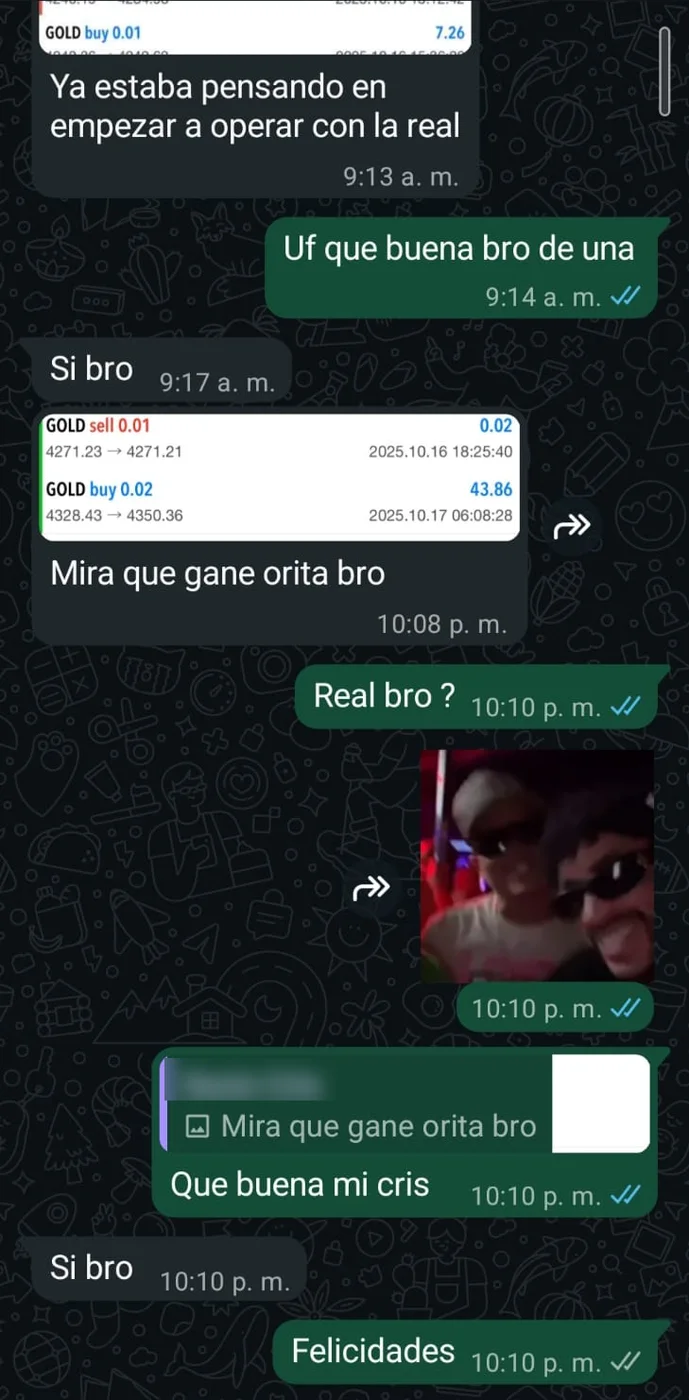 GOLD buy 0.01 7.26
Ya estaba pensando en
empezar a operar con la real
9:13 a. m.
Uf que buena bro de una
9:14 a. m.
Si bro 9:17 a. m.
GOLD sell 0.01 0.02
4271.23 → 4271.21 2025.10.16 18:25:40
GOLD buy 0.02 43.86
4328.43 → 4350.36 2025.10.17 06:08:28
Mira que gane orita bro
10:08 p. m.
Real bro ? 10:10 p. m.
10:10 p. m.
Mira que gane orita bro
Que buena mi cris 10:10 p. m.
Si bro 10:10 p. m.
Felicidades 10:10 p. m.